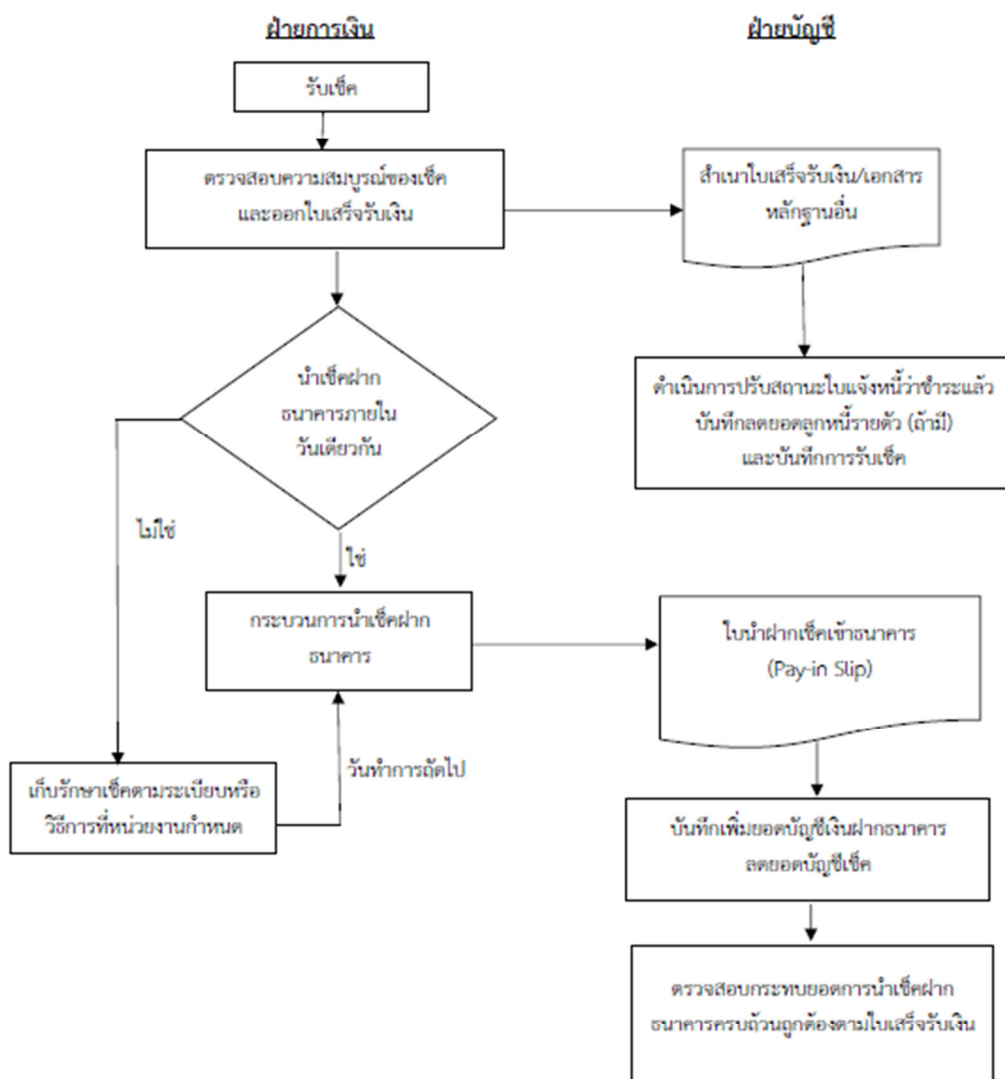 ฝ่ายการเงิน
ฝ่ายบัญชี
รับเช็ค
ตรวจสอบความสมบูรณ์ของเช็ค
และออกใบเสร็จรับเงิน
สำเนาใบเสร็จรับเงิน/เอกสาร
หลักฐานอื่น
นำเช็คฝาก
ธนาคารภายใน
วันเดียวกัน
ดำเนินการปรับสถานะใบแจ้งหนี้ว่าชำระแล้ว
บันทึกลดยอดลูกหนี้รายตัว (ถ้ามี)
และบันทึกการรับเช็ค
ไม่ใช่
ใช่
กระบวนการนำเช็คฝาก
ธนาคาร
ใบนำฝากเช็คเข้าธนาคาร
(Pay-in Slip)
วันทำการถัดไป
เก็บรักษาเช็คตามระเบียบหรือ
วิธีการที่หน่วยงานกำหนด
บันทึกเพิ่มยอดบัญชีเงินฝากธนาคาร
ลดยอดบัญชีเช็ค
ตรวจสอบกระทบยอดการนำเช็คฝาก
ธนาคารครบถ้วนถูกต้องตามใบเสร็จรับเงิน